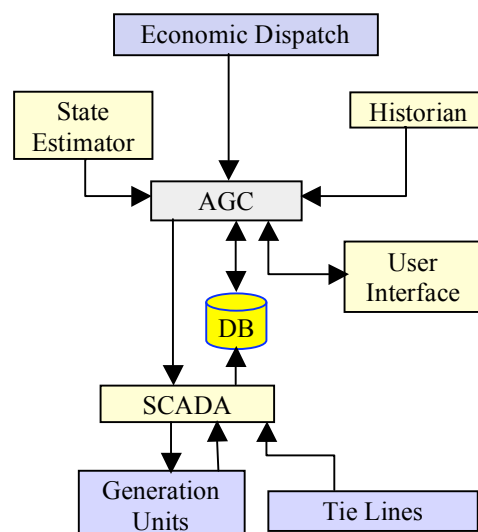 Economic Dispatch
State
Estimator
Historian
AGC
User
Interface
DB
SCADA
Generation
Units
Tie Lines